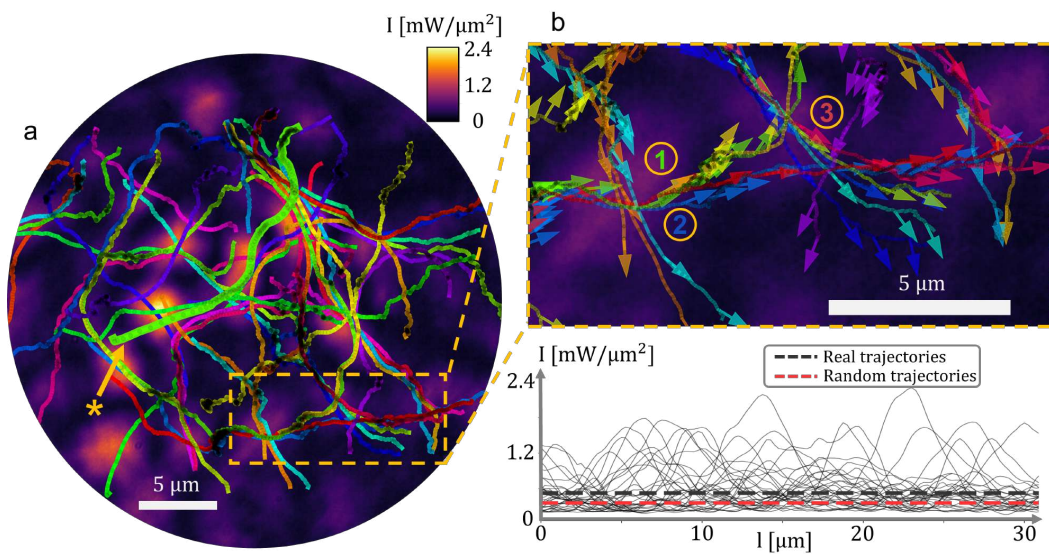 I [mW/μm²]
2.4
1.2
0
a
*
5 μm
b
1
2
3
5 μm
I [mW/μm²]
2.4
1.2
0
Real trajectories
Random trajectories
0
10
20
30
l [μm]